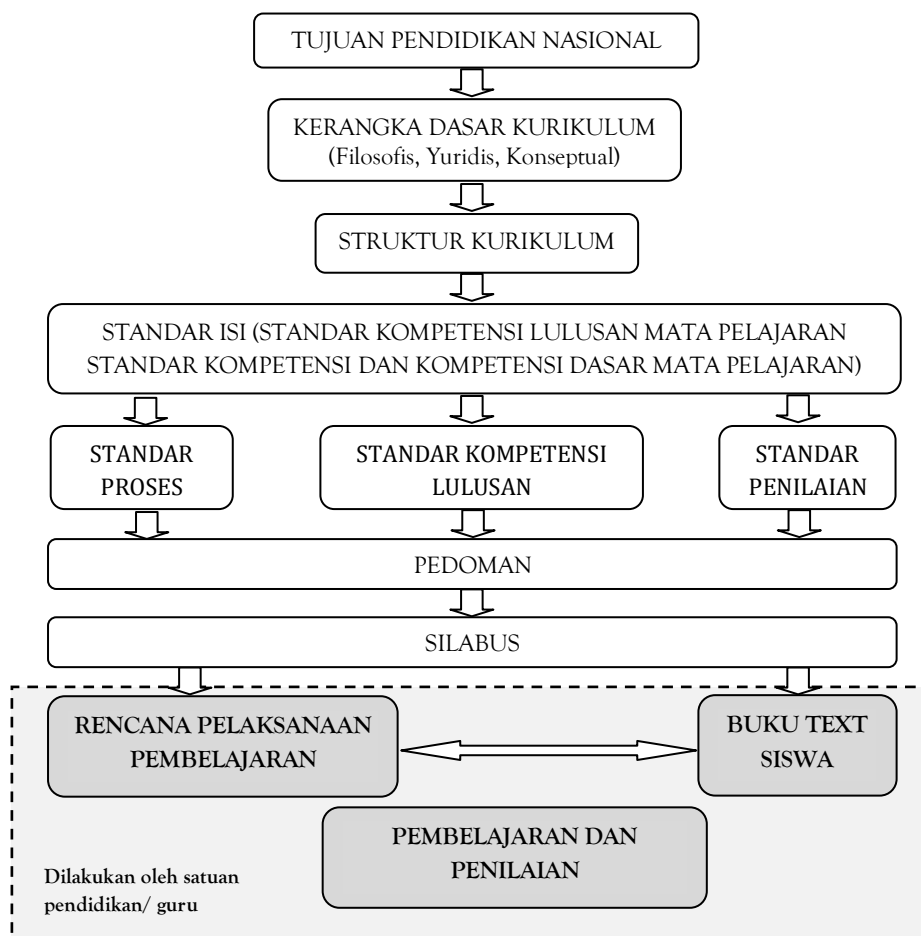 TUJUAN PENDIDIKAN NASIONAL
KERANGKA DASAR KURIKULUM
(Filosofis, Yuridis, Konseptual)
STRUKTUR KURIKULUM
STANDAR ISI (STANDAR KOMPETENSI LULUSAN MATA PELAJARAN
STANDAR KOMPETENSI DAN KOMPETENSI DASAR MATA PELAJARAN)
STANDAR
PROSES
STANDAR KOMPETENSI
LULUSAN
STANDAR
PENILAIAN
PEDOMAN
SILABUS
RENCANA PELAKSANAAN
PEMBELAJARAN
BUKU TEXT
SISWA
PEMBELAJARAN DAN
PENILAIAN
Dilakukan oleh satuan
pendidikan/ guru